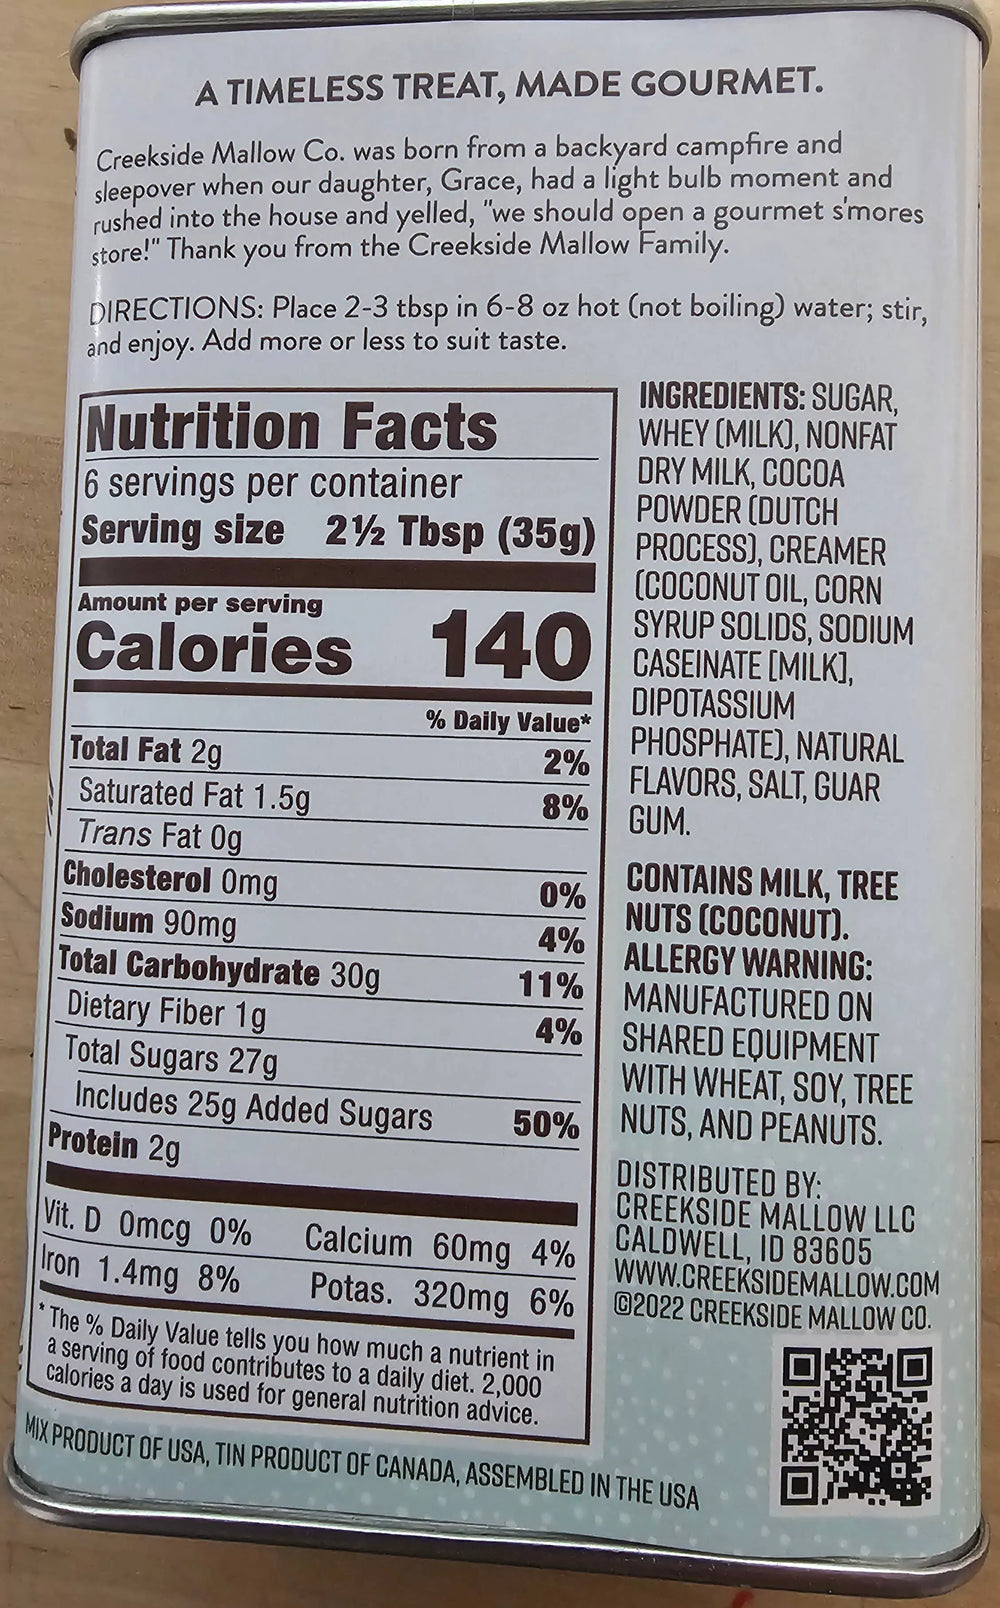 A TIMELESS TREAT, MADE GOURMET.
Creekside Mallow Co. was born from a backyard campfire and
sleepover when our daughter, Grace, had a light bulb moment and
rushed into the house and yelled, "we should open a gourmet s'mores
store!" Thank you from the Creekside Mallow Family.
DIRECTIONS: Place 2-3 tbsp in 6-8 oz hot (not boiling) water; stir,
and enjoy. Add more or less to suit taste.
Nutrition Facts
6 servings per container
Serving size 2½ Tbsp (35g)
Amount per serving
Calories 140
% Daily Value*
Total Fat 2g 2%
Saturated Fat 1.5g 8%
Trans Fat 0g
Cholesterol 0mg 0%
Sodium 90mg 4%
Total Carbohydrate 30g 11%
Dietary Fiber 1g 4%
Total Sugars 27g
Includes 25g Added Sugars 50%
Protein 2g
Vit. D 0mcg 0% Calcium 60mg 4%
Iron 1.4mg 8% Potas. 320mg 6%
* The % Daily Value tells you how much a nutrient in
a serving of food contributes to a daily diet. 2,000
calories a day is used for general nutrition advice.
INGREDIENTS: SUGAR,
WHEY (MILK), NONFAT
DRY MILK, COCOA
POWDER (DUTCH
PROCESS), CREAMER
(COCONUT OIL, CORN
SYRUP SOLIDS, SODIUM
CASEINATE [MILK],
DIPOTASSIUM
PHOSPHATE), NATURAL
FLAVORS, SALT, GUAR
GUM.
CONTAINS MILK, TREE
NUTS (COCONUT).
ALLERGY WARNING:
MANUFACTURED ON
SHARED EQUIPMENT
WITH WHEAT, SOY, TREE
NUTS, AND PEANUTS.
DISTRIBUTED BY:
CREEKSIDE MALLOW LLC
CALDWELL, ID 83605
WWW.CREEKSIDEMALLOW.COM
©2022 CREEKSIDE MALLOW CO.
MIX PRODUCT OF USA, TIN PRODUCT OF CANADA, ASSEMBLED IN THE USA